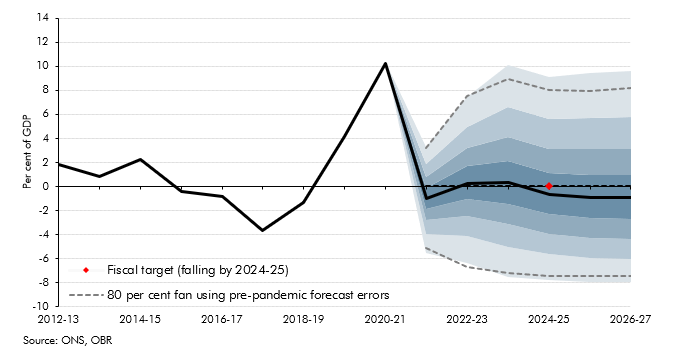 14
12
10
8
6
4
2
0
-2
-4
-6
-8
-10
Per cent of GDP
Fiscal target (falling by 2024-25)
80 per cent fan using pre-pandemic forecast errors
2012-13 2014-15 2016-17 2018-19 2020-21 2022-23 2024-25 2026-27
Source: ONS, OBR